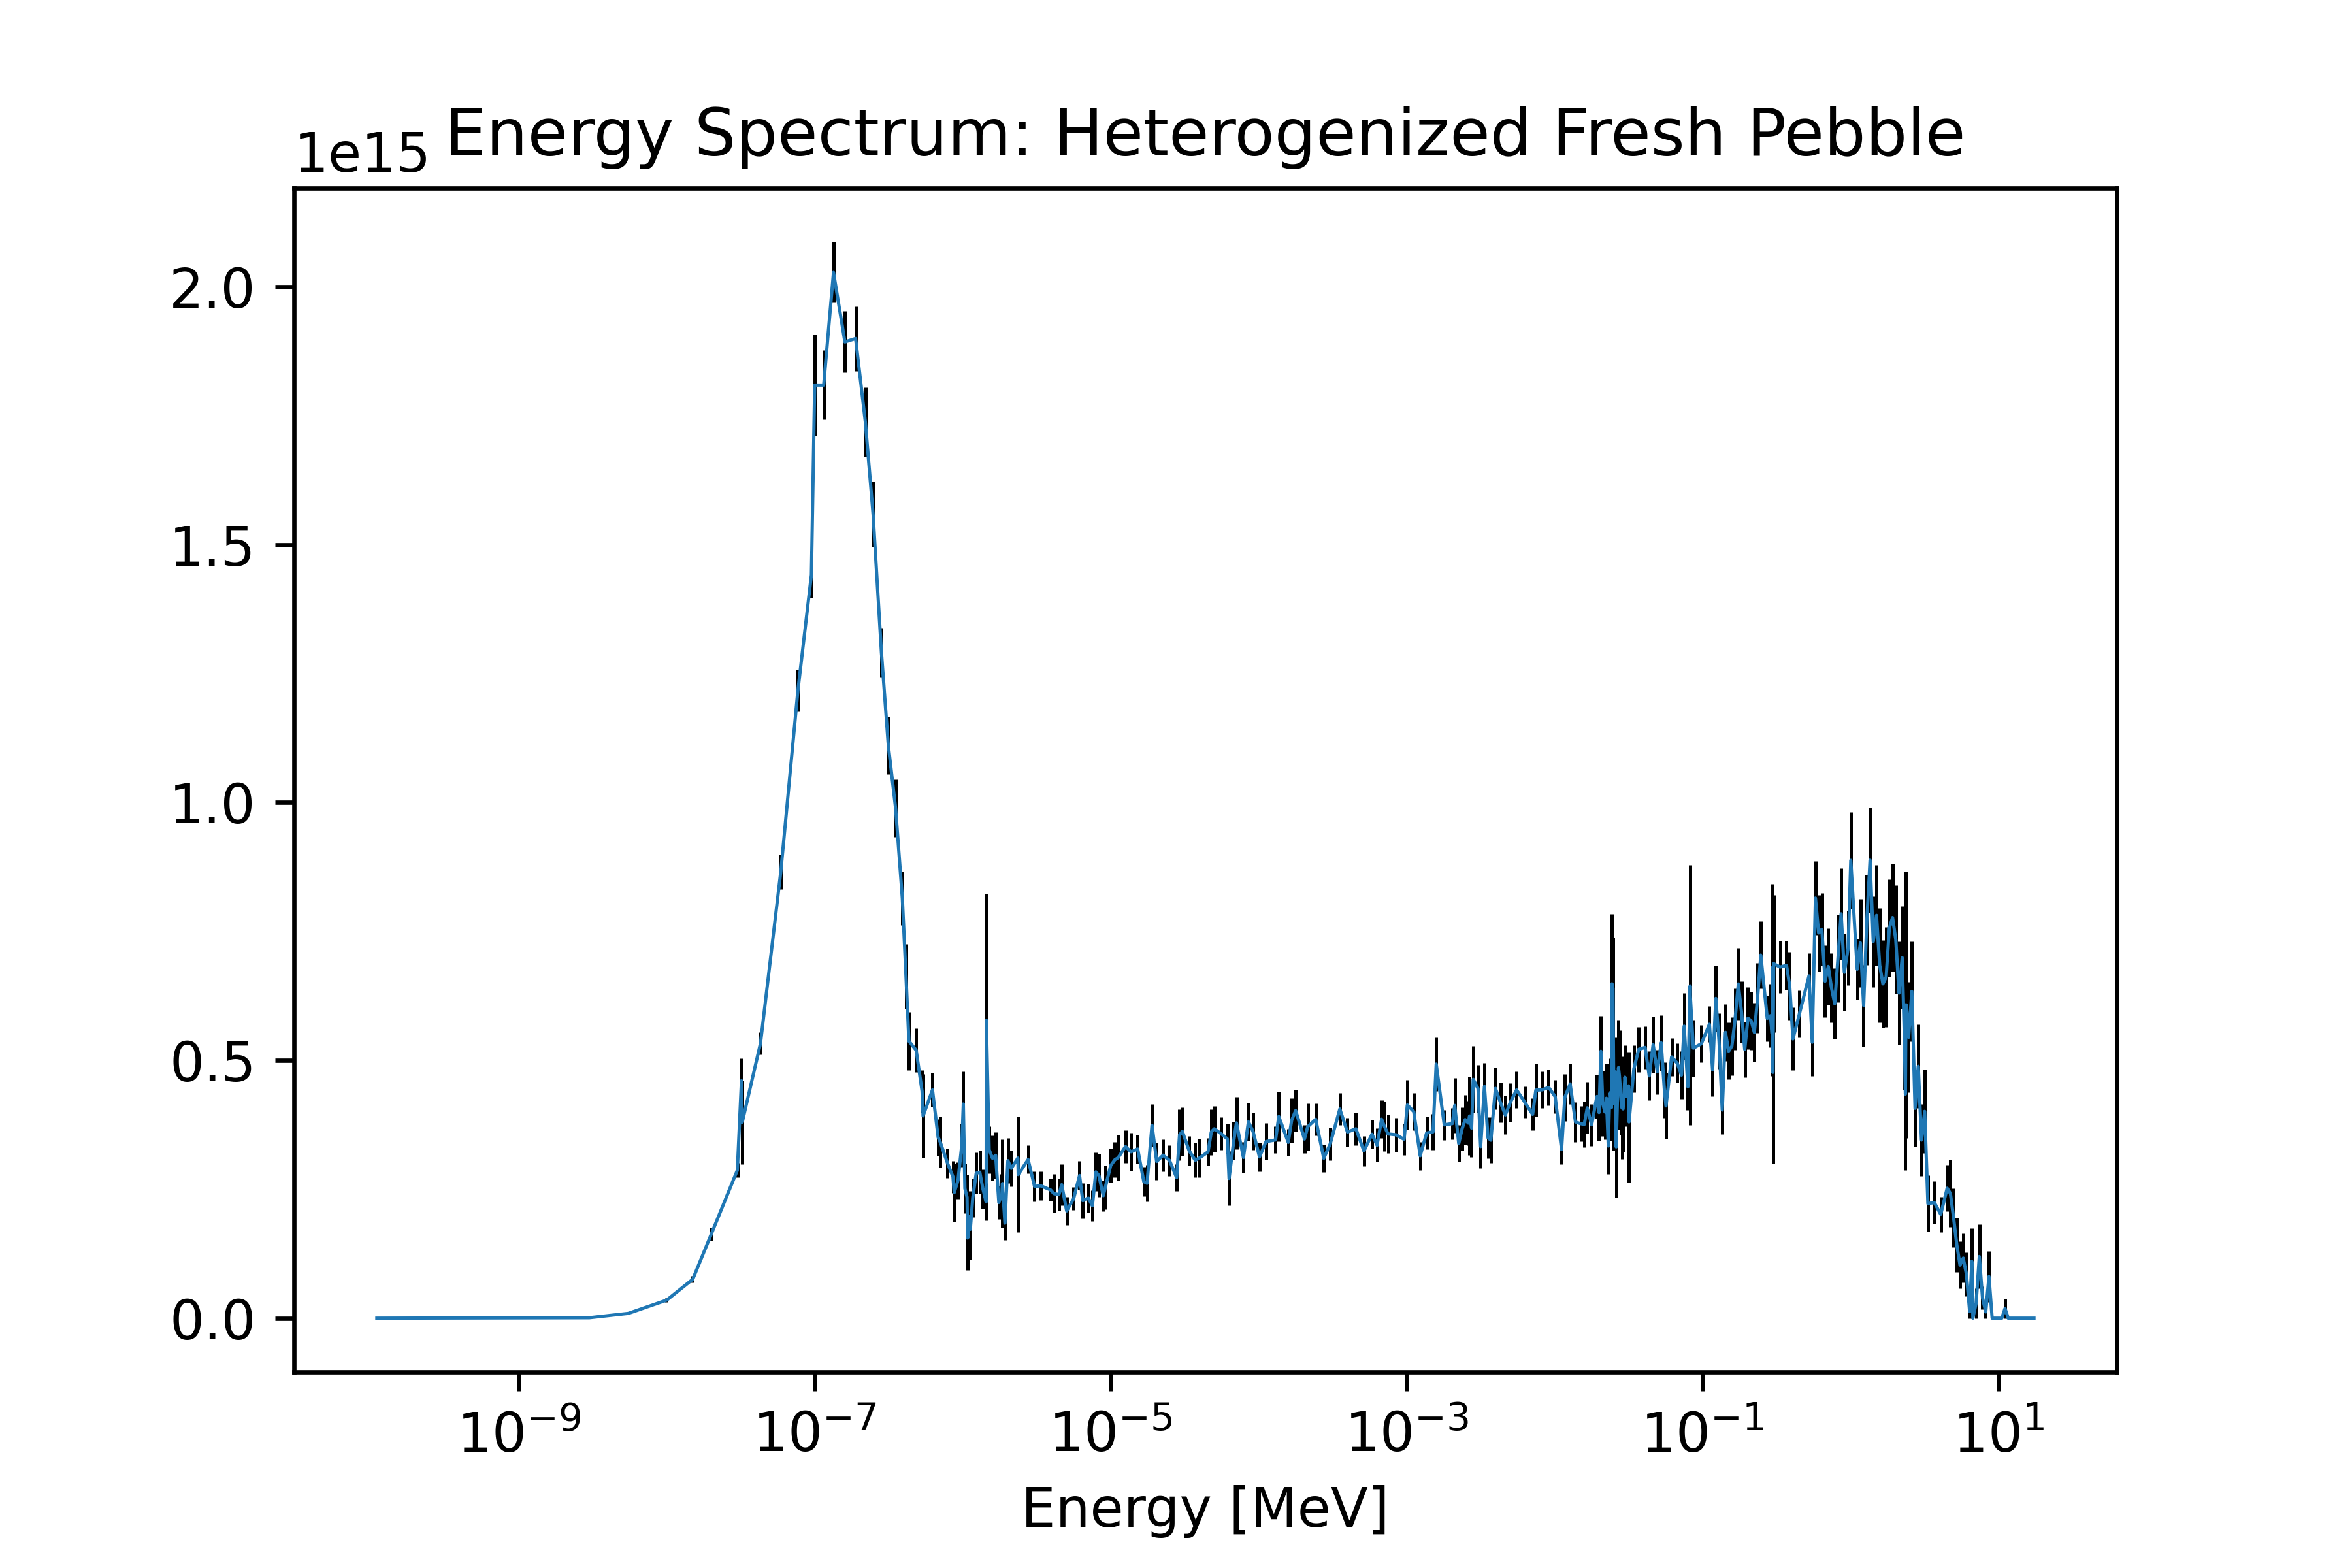 Energy Spectrum: Heterogenized Fresh Pebble
1e15
2.0
1.5
1.0
0.5
0.0
10⁻⁹ 10⁻⁷ 10⁻⁵ 10⁻³ 10⁻¹ 10¹
Energy [MeV]